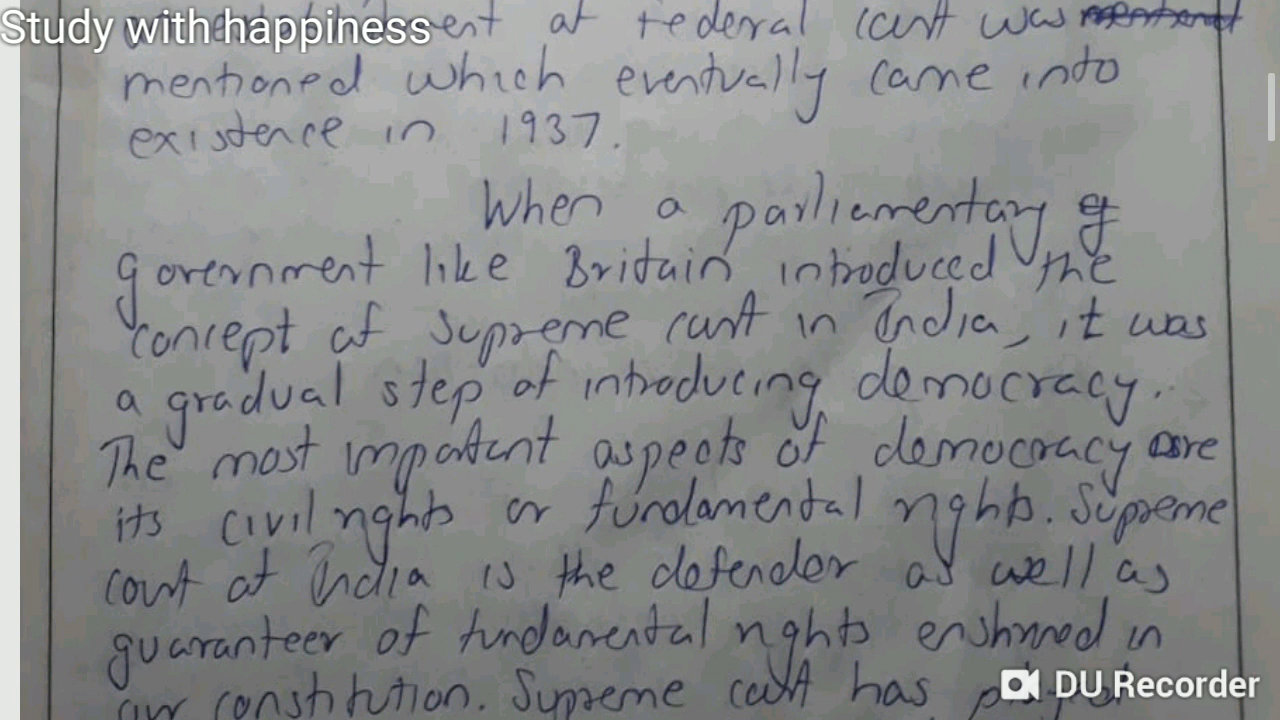 Study with happiness
at federal court was
mentioned which eventually came into
existence in 1937.
When a parliamentary
government like Britain introduced the
concept of Supreme court in India, it was
a gradual step of introducing democracy.
The most important aspects of democracy are
its civil rights or fundamental rights. Supreme
court of India is the defender as well as
guaranteer of fundamental rights enshrined in
our constitution. Supreme court has
DU Recorder